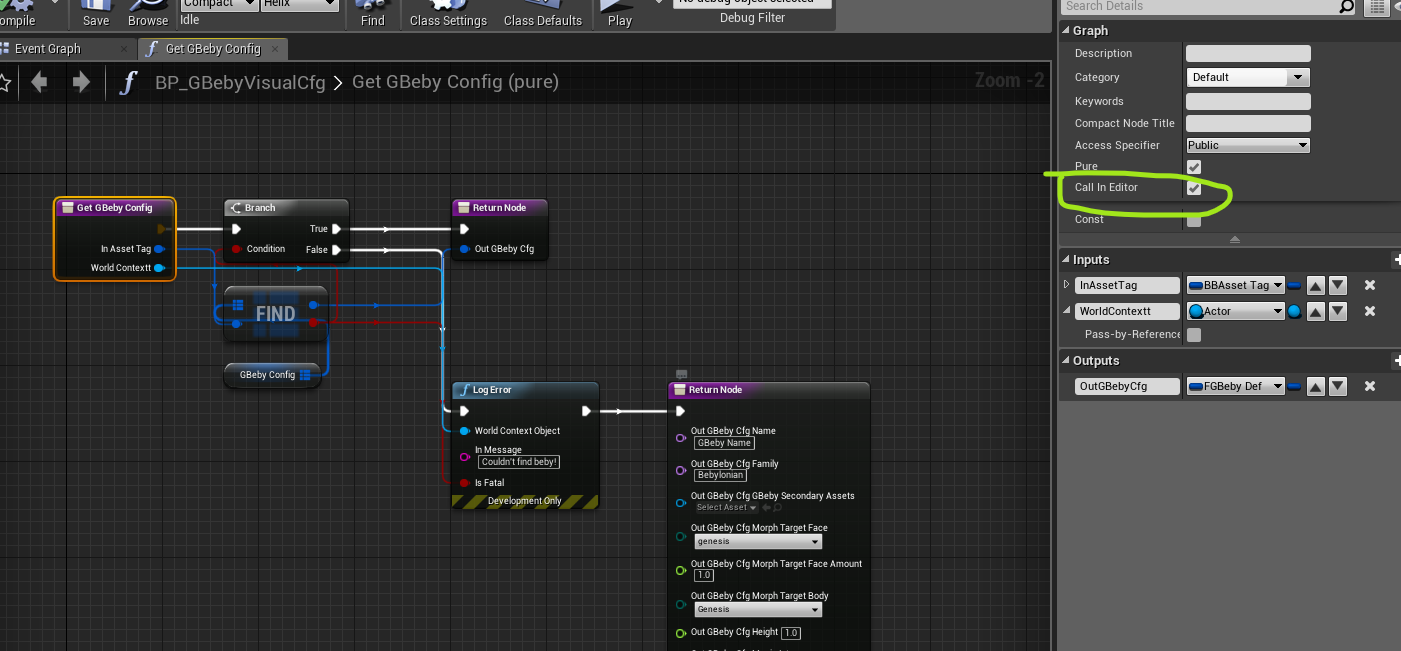 ompile
Save
Browse
Compact
Helix
Idle
Find
Class Settings
Class Defaults
Play
No debug object selected
Debug Filter
Event Graph
Get GBeby Config
BP_GBebyVisualCfg > Get GBeby Config (pure)
Zoom -2
Get GBeby Config
In Asset Tag
World Contextt
Branch
True
Condition
False
Return Node
Out GBeby Cfg
FIND
GBeby Config
Log Error
World Context Object
In Message
Couldn't find beby!
Is Fatal
Development Only
Return Node
Out GBeby Cfg Name
GBeby Name
Out GBeby Cfg Family
Bebylonian
Out GBeby Cfg GBeby Secondary Assets
Select Asset
Out GBeby Cfg Morph Target Face
genesis
Out GBeby Cfg Morph Target Face Amount
1.0
Out GBeby Cfg Morph Target Body
Genesis
Out GBeby Cfg Height 1.0
Search Details
Graph
Description
Category Default
Keywords
Compact Node Title
Access Specifier Public
Pure
Call In Editor
Const
Inputs
InAssetTag BBAsset Tag
WorldContextt Actor
Pass-by-Reference
Outputs
OutGBebyCfg FGBeby Def